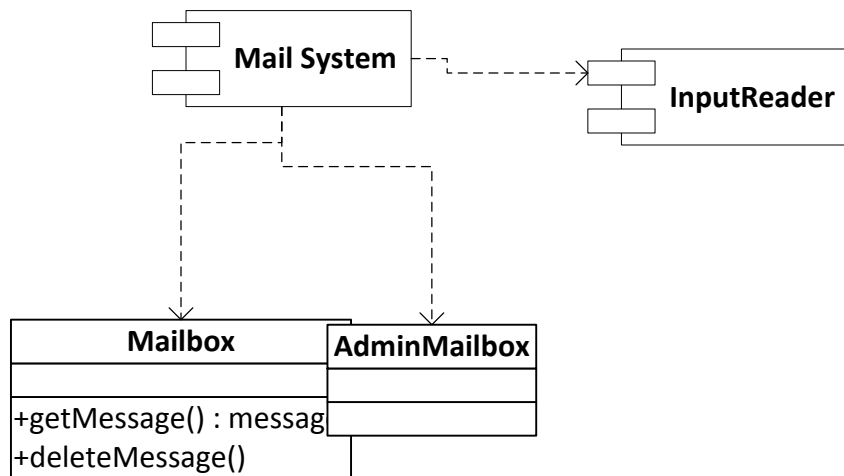 Mail System
InputReader
Mailbox
AdminMailbox
+getMessage() : messag
+deleteMessage()